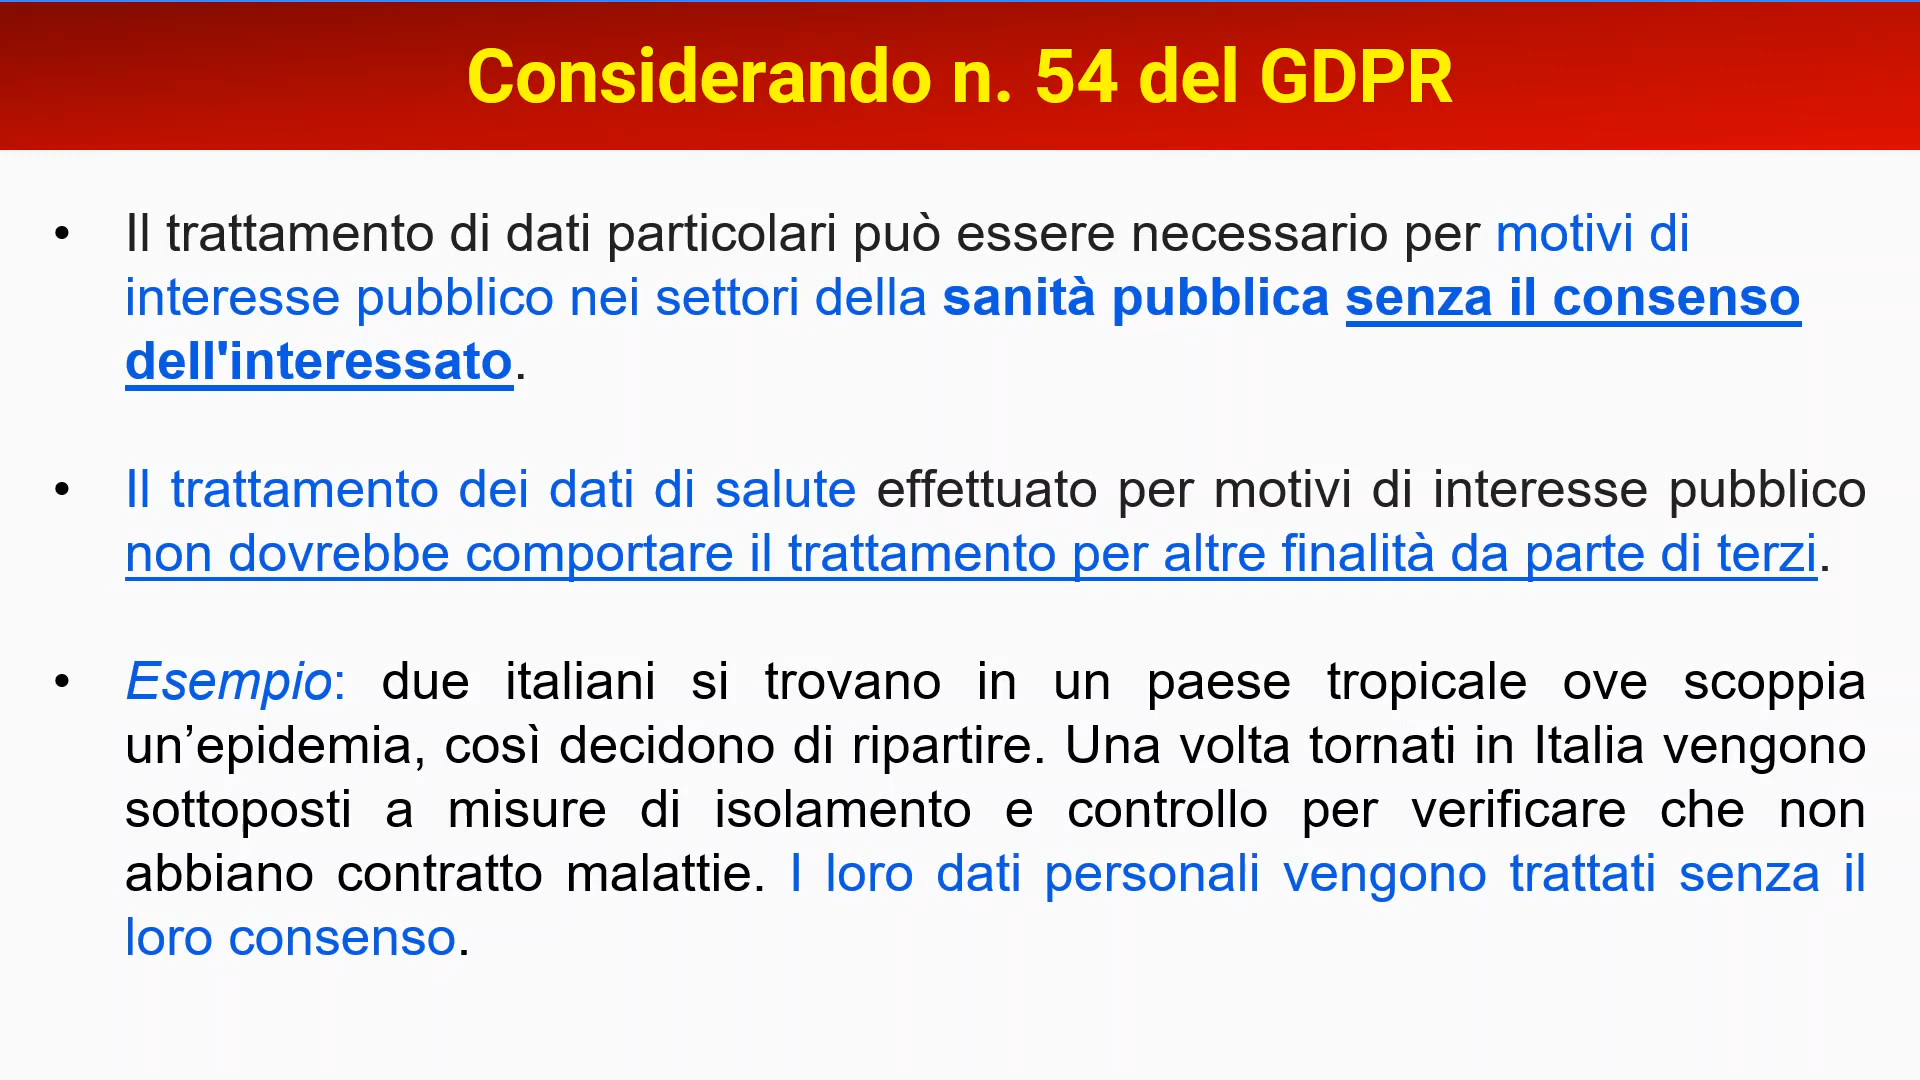 Considerando n. 54 del GDPR
• Il trattamento di dati particolari può essere necessario per motivi di
interesse pubblico nei settori della sanità pubblica senza il consenso
dell'interessato.
• Il trattamento dei dati di salute effettuato per motivi di interesse pubblico
non dovrebbe comportare il trattamento per altre finalità da parte di terzi.
• Esempio: due italiani si trovano in un paese tropicale ove scoppia
un’epidemia, così decidono di ripartire. Una volta tornati in Italia vengono
sottoposti a misure di isolamento e controllo per verificare che non
abbiano contratto malattie. I loro dati personali vengono trattati senza il
loro consenso.